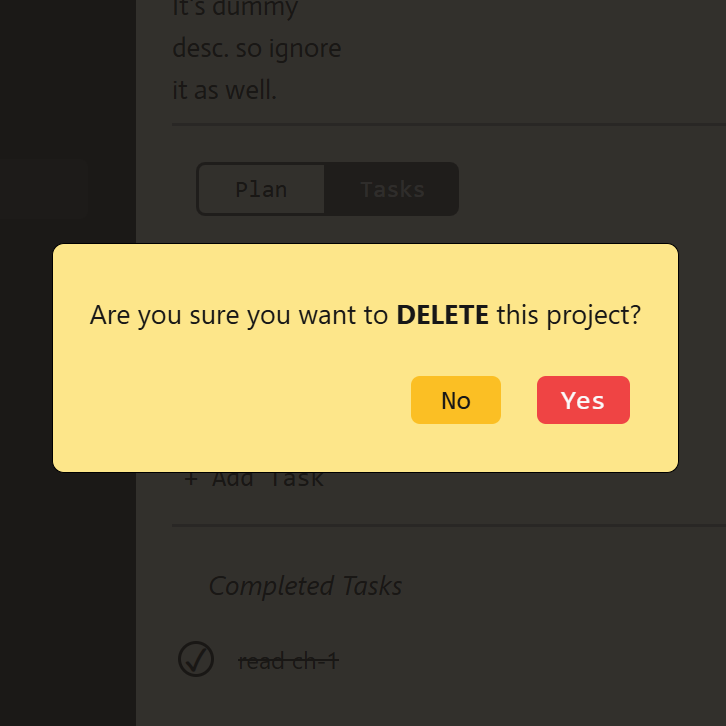 It's dummy
desc. so ignore
it as well.
Plan Tasks
Are you sure you want to DELETE this project?
No Yes
+ Add Task
Completed Tasks
read ch-1